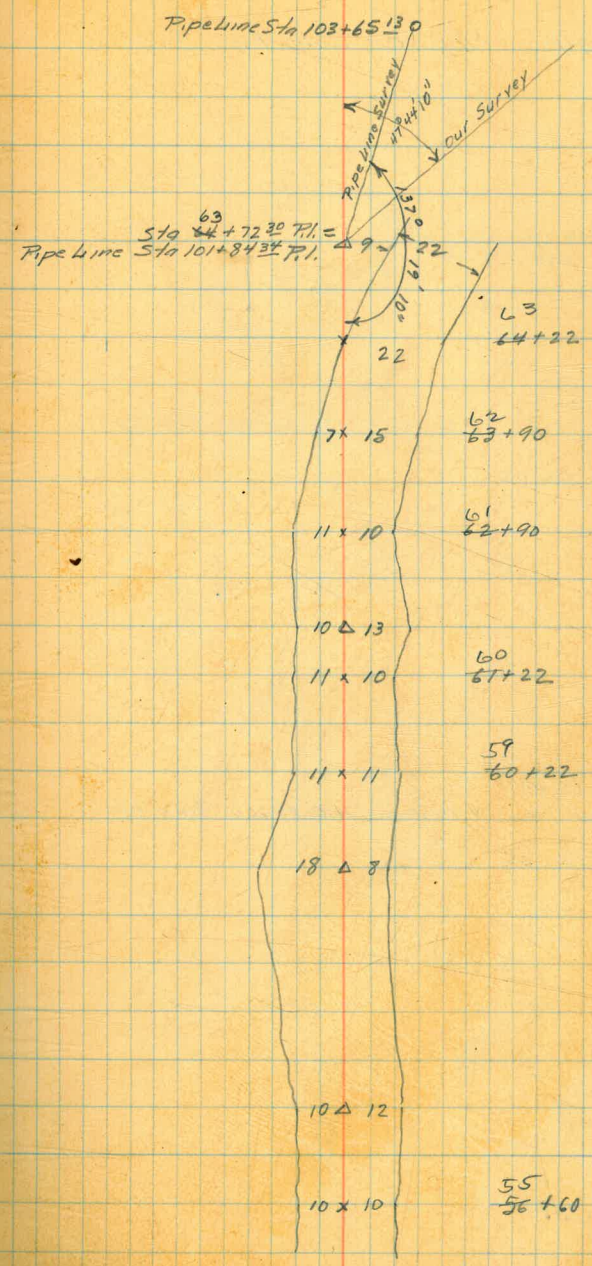 Pipe Line Sta 103+65 13
Pipe Line Survey
47° 44' 10"
Our Survey
137° 19' 10"
63
Sta 64+72 30 P.I. =
Pipe Line Sta 101+84 34 P.I.
Δ 9 22
63
22 64+22
62
7 x 15 63+90
61
11 x 10 62+90
10 Δ 13
60
11 x 10 61+22
59
11 x 11 60+22
18 Δ 8
10 Δ 12
55
10 x 10 56+60